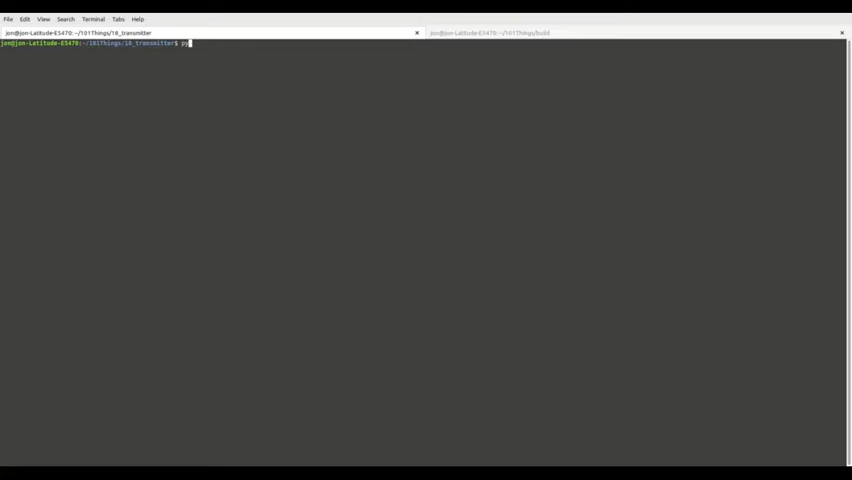 File Edit View Search Terminal Tabs Help
jon@jon-Latitude-E5470: ~/101Things/18_transmitter × jon@jon-Latitude-E5470: ~/101Things/build ×
jon@jon-Latitude-E5470:~/101Things/18_transmitter$ py